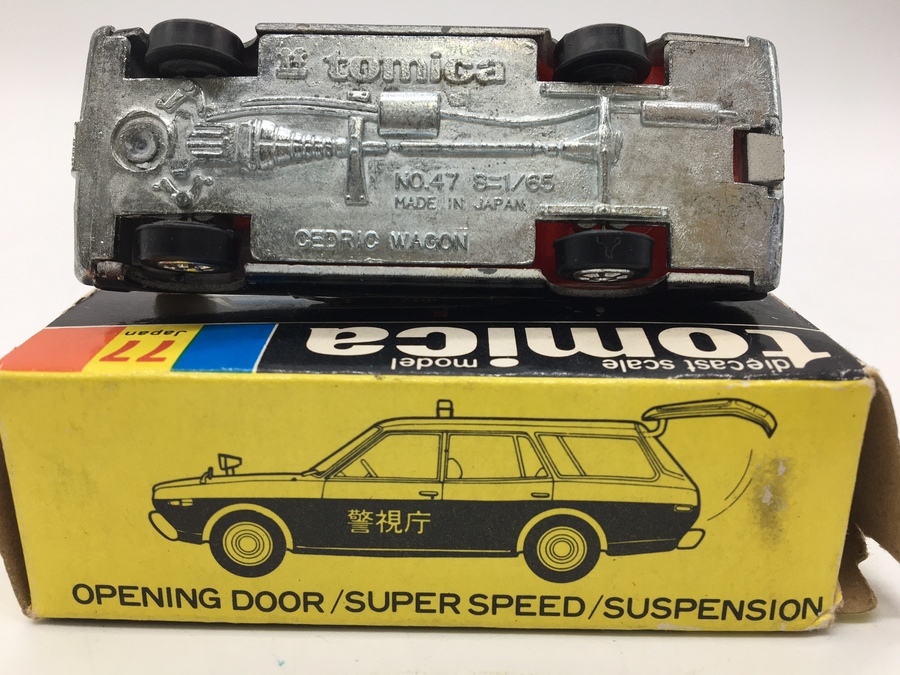 tomica
NO.47 S=1/65
MADE IN JAPAN
CEDRIC WAGON
diecast scale model
tomica
77
Japan
警視庁
OPENING DOOR/SUPER SPEED/SUSPENSION